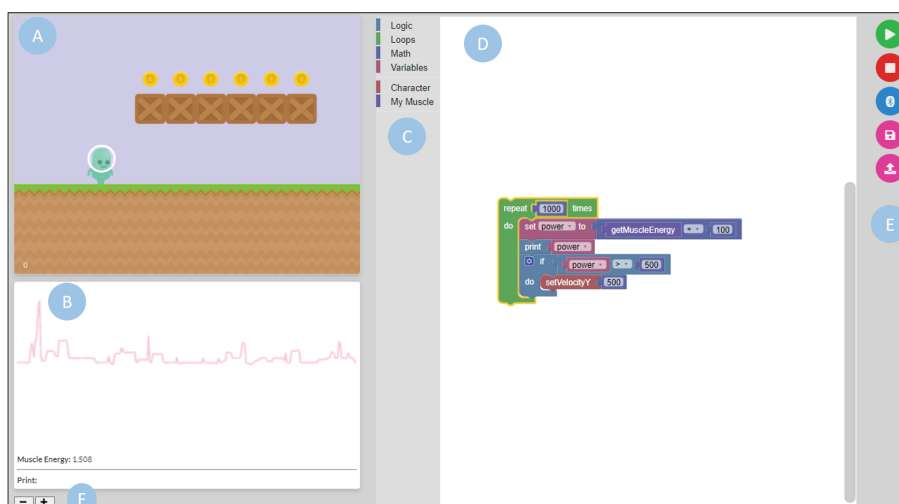 A
0
B
Muscle Energy: 1.508
Print:
− +
F
Logic
Loops
Math
Variables
Character
My Muscle
C
D
repeat 1000 times
do set power to getMuscleEnergy + 100
print power
if power > 500
do setVelocityY 500
E